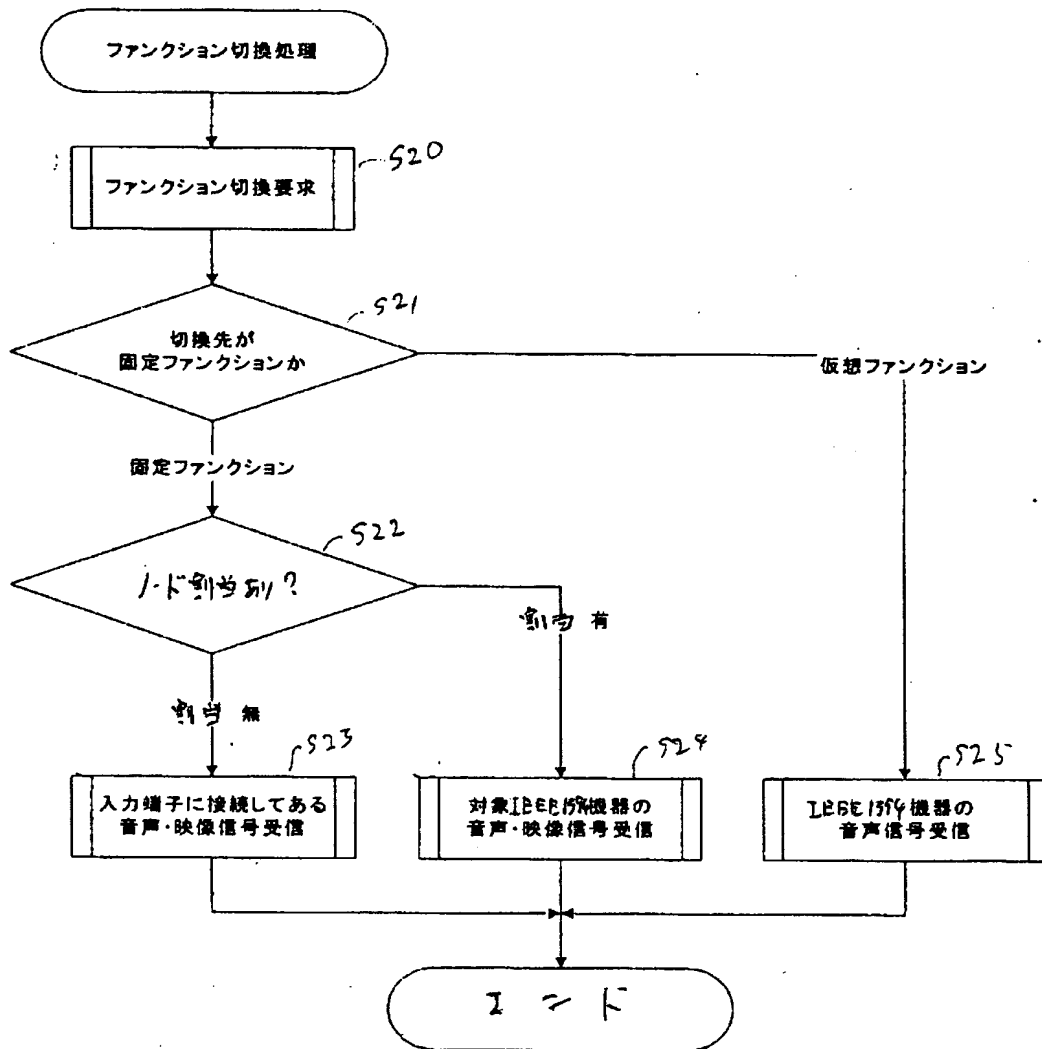 ファンクション切換処理
ファンクション切換要求
S20
S21
切換先が
固定ファンクションか
仮想ファンクション
固定ファンクション
S22
ノード割当あり?
割当 有
割当 無
S23
入力端子に接続してある
音声・映像信号受信
S24
対象IEEE1394機器の
音声・映像信号受信
S25
IEEE1394機器の
音声信号受信
エンド